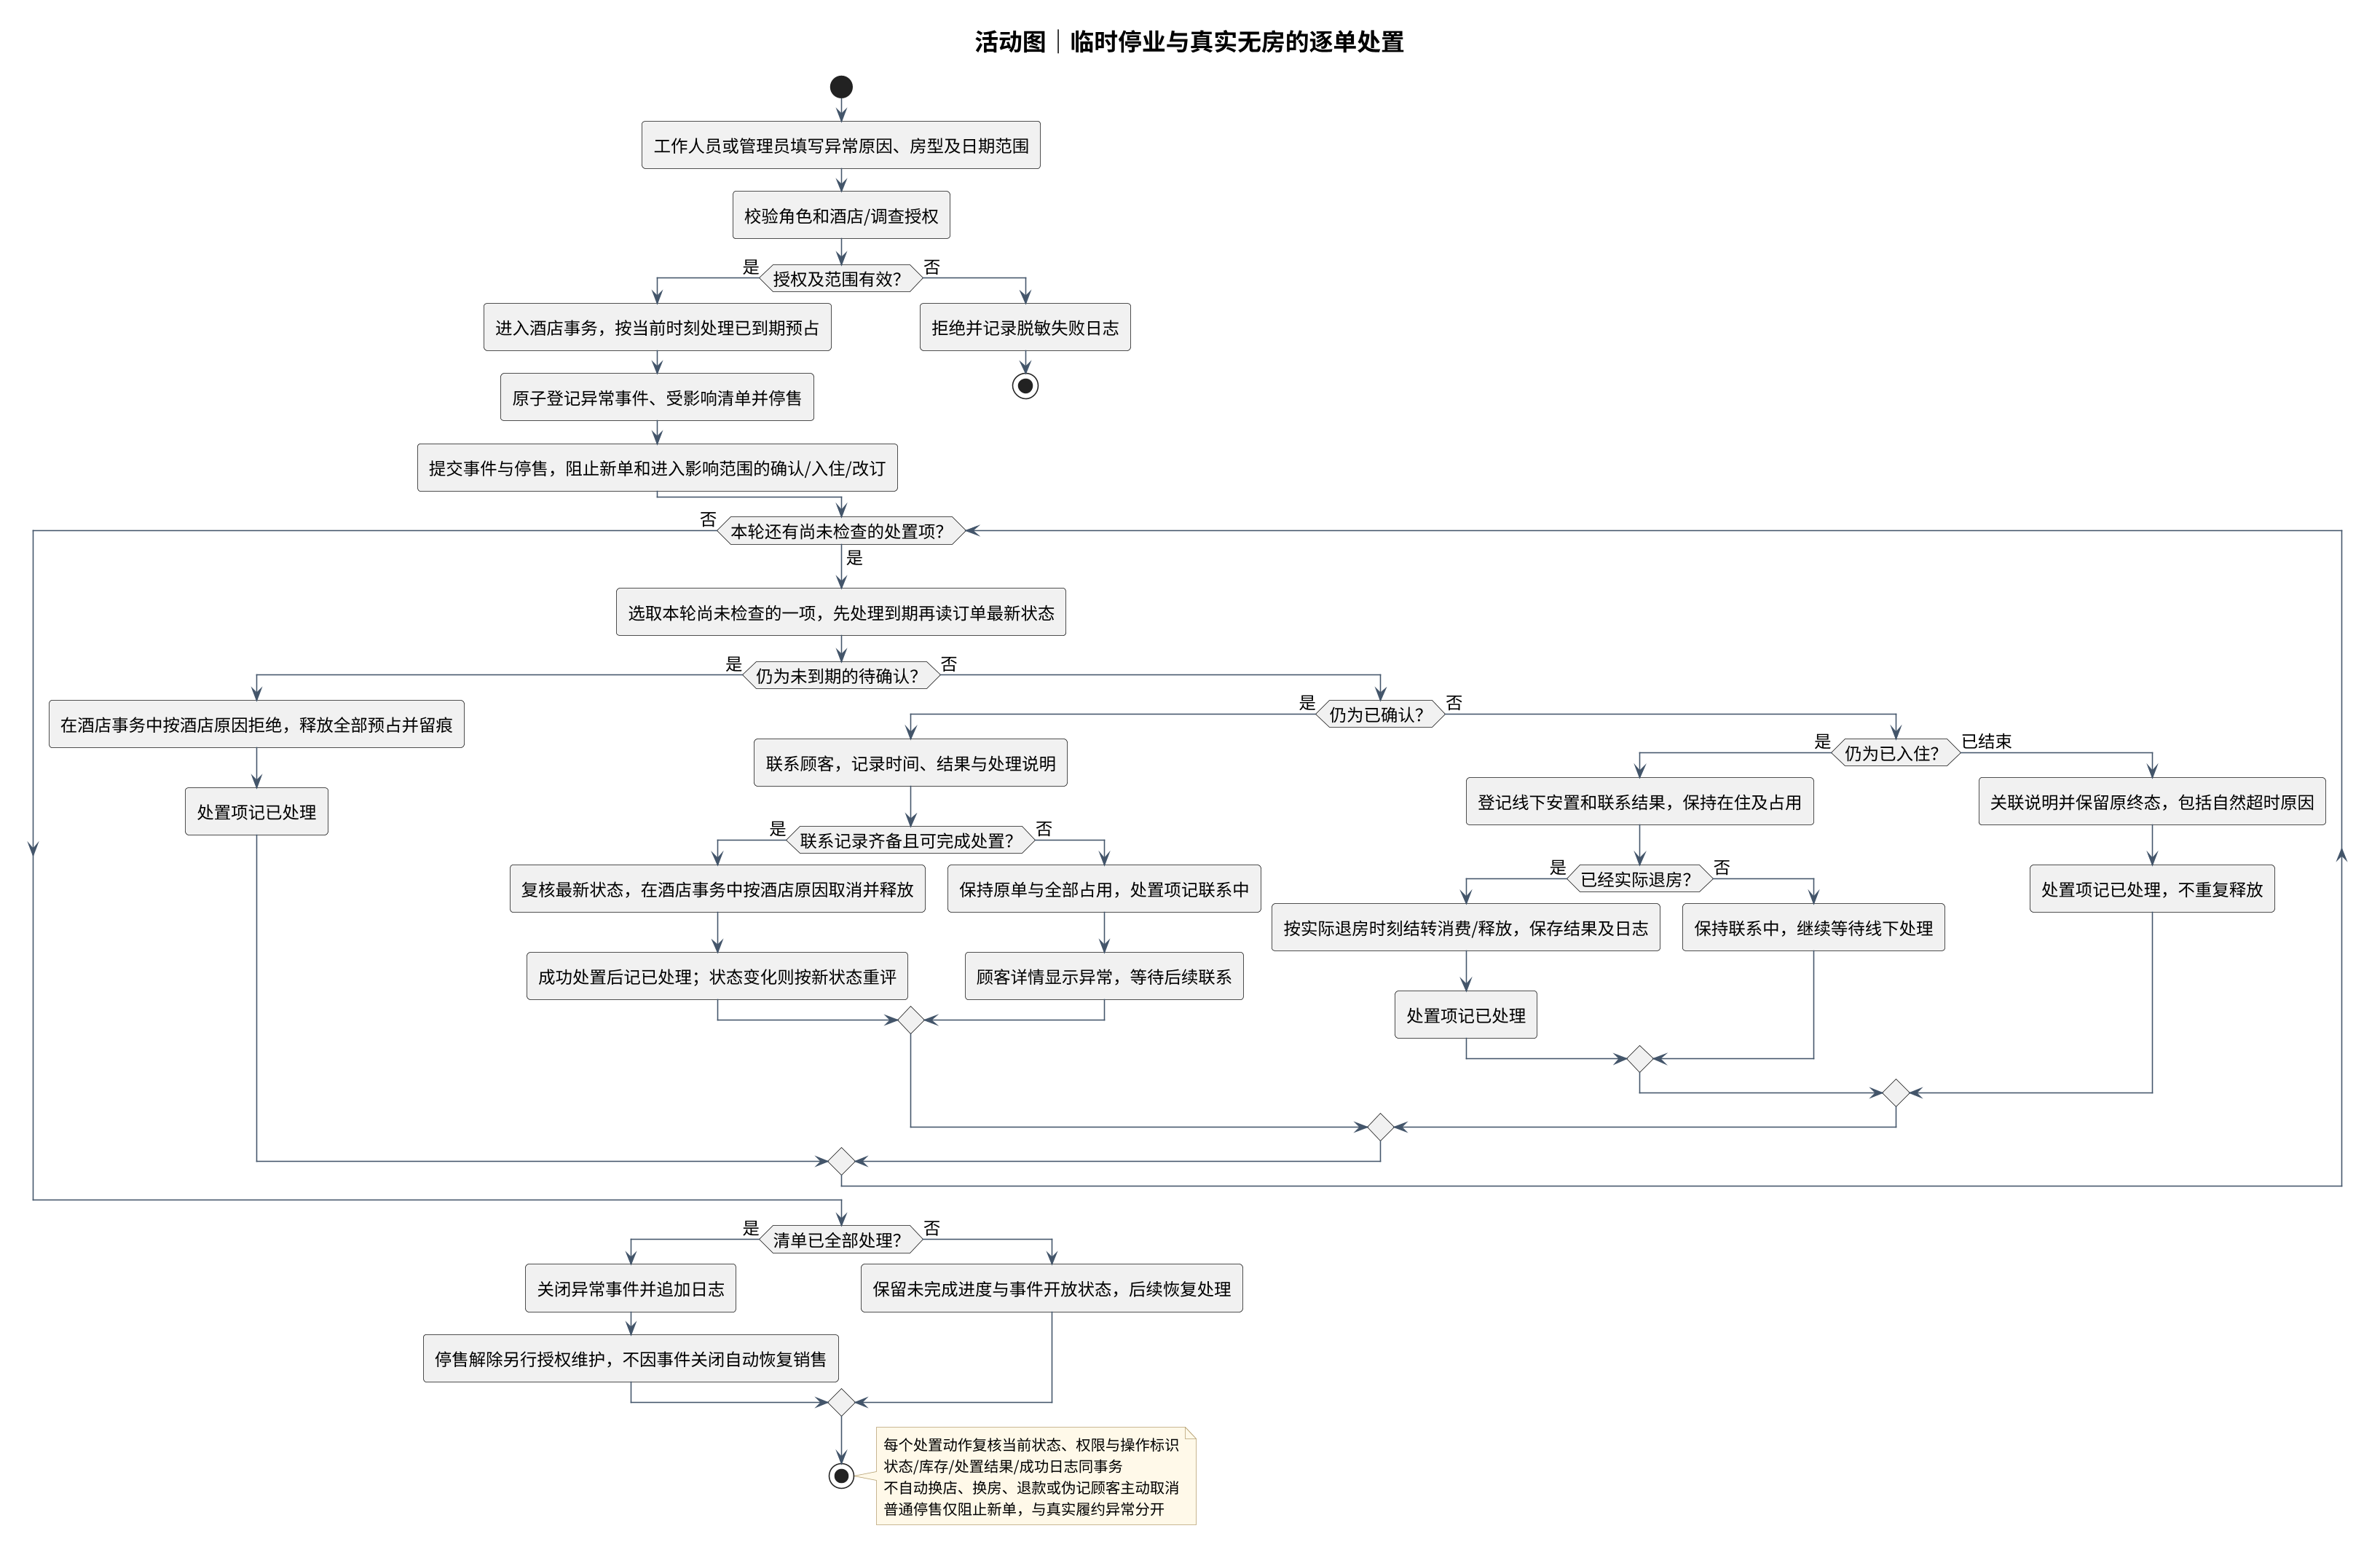 活动图｜临时停业与真实无房的逐单处置
工作人员或管理员填写异常原因、房型及日期范围
校验角色和酒店/调查授权
是
授权及范围有效？
否
进入酒店事务，按当前时刻处理已到期预占
拒绝并记录脱敏失败日志
原子登记异常事件、受影响清单并停售
提交事件与停售，阻止新单和进入影响范围的确认/入住/改订
否
本轮还有尚未检查的处置项？
是
选取本轮尚未检查的一项，先处理到期再读订单最新状态
是
仍为未到期的待确认？
否
在酒店事务中按酒店原因拒绝，释放全部预占并留痕
处置项记已处理
是
仍为已确认？
否
联系顾客，记录时间、结果与处理说明
是
联系记录齐备且可完成处置？
否
复核最新状态，在酒店事务中按酒店原因取消并释放
成功处置后记已处理；状态变化则按新状态重评
保持原单与全部占用，处置项记联系中
顾客详情显示异常，等待后续联系
是
仍为已入住？
已结束
登记线下安置和联系结果，保持在住及占用
是
已经实际退房？
否
按实际退房时刻结转消费/释放，保存结果及日志
处置项记已处理
保持联系中，继续等待线下处理
关联说明并保留原终态，包括自然超时原因
处置项记已处理，不重复释放
是
清单已全部处理？
否
关闭异常事件并追加日志
停售解除另行授权维护，不因事件关闭自动恢复销售
保留未完成进度与事件开放状态，后续恢复处理
每个处置动作复核当前状态、权限与操作标识
状态/库存/处置结果/成功日志同事务
不自动换店、换房、退款或伪记顾客主动取消
普通停售仅阻止新单，与真实履约异常分开